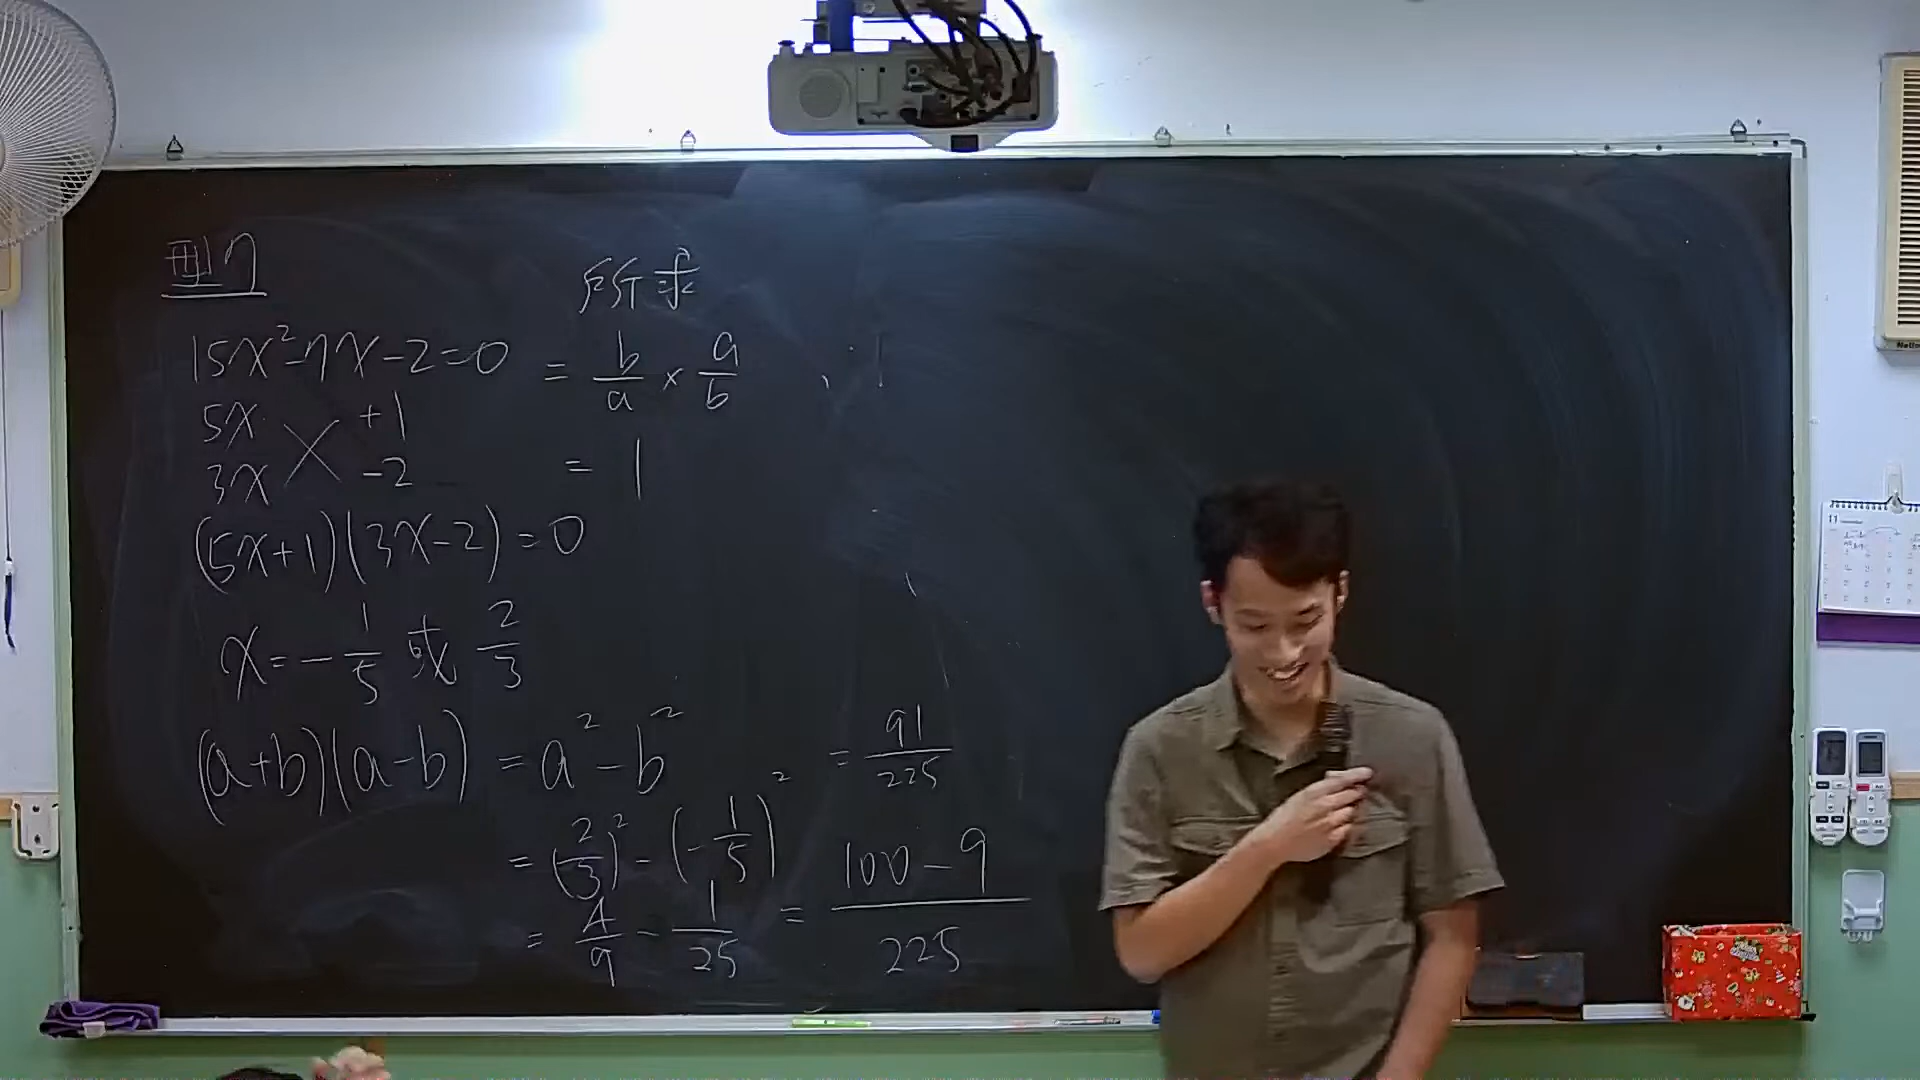 型7
15x²-7x-2=0
5x +1
3x -2
(5x+1)(3x-2)=0
x=-1/5 或 2/3
(a+b)(a-b) = a²-b²
= (2/3)² - (-1/5)²
= 4/9 - 1/25 = (100-9)/225
= 91/225
所求
= b/a × a/b
= 1
11